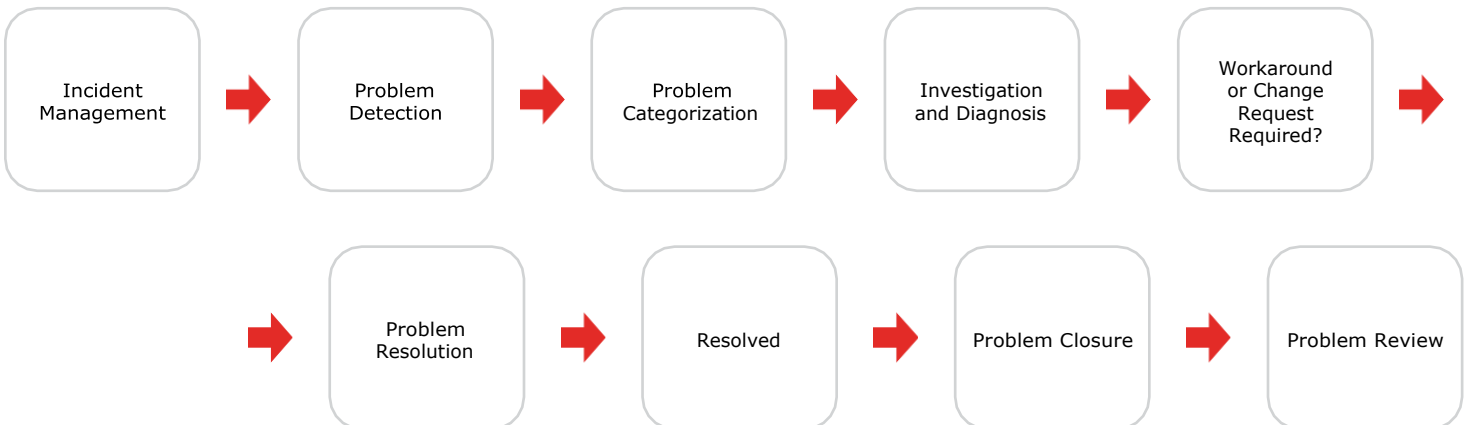 Incident
Management
Problem
Detection
Problem
Categorization
Investigation
and Diagnosis
Workaround
or Change
Request
Required?
Problem
Resolution
Resolved
Problem Closure
Problem Review